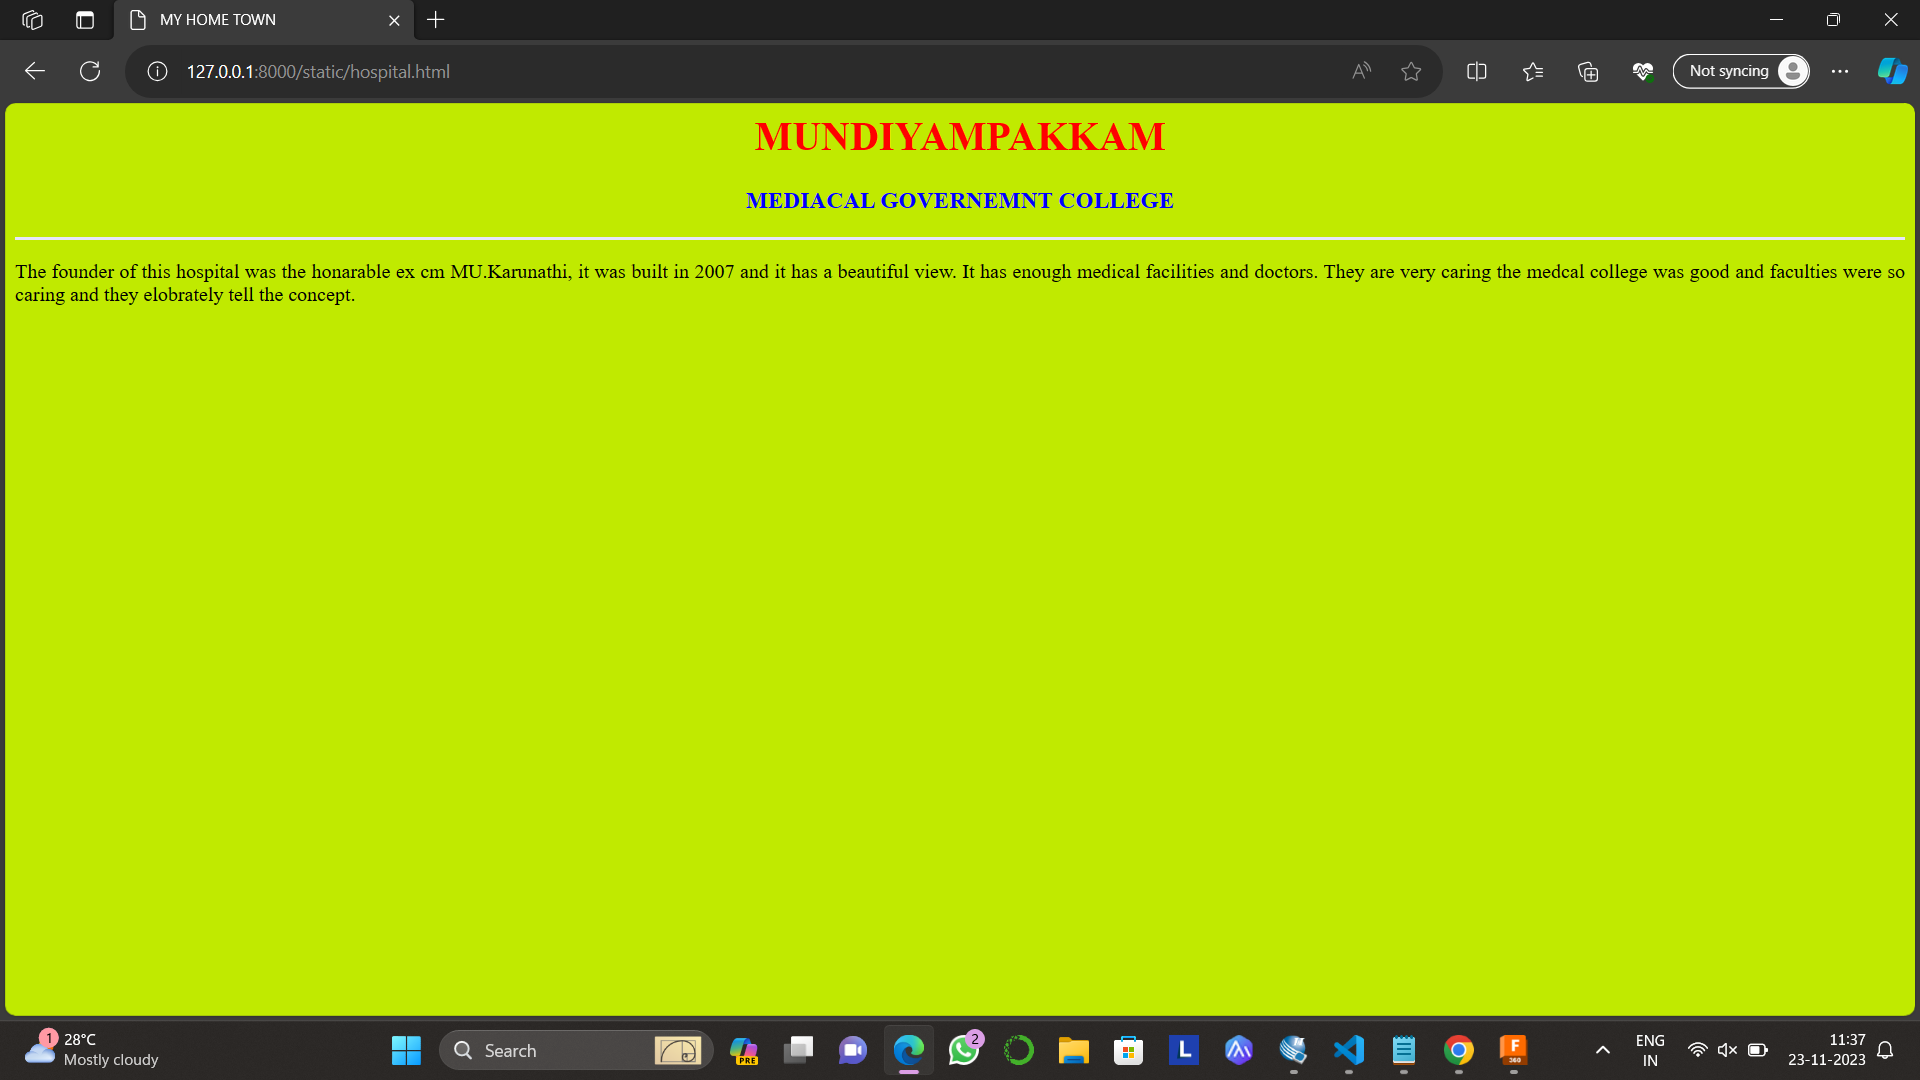 MY HOME TOWN
127.0.0.1:8000/static/hospital.html
Not syncing
MUNDIYAMPAKKAM
MEDIACAL GOVERNEMNT COLLEGE
The founder of this hospital was the honarable ex cm MU.Karunathi, it was built in 2007 and it has a beautiful view. It has enough medical facilities and doctors. They are very caring the medcal college was good and faculties were so
caring and they elobrately tell the concept.
1
28°C
Mostly cloudy
Search
PRE
2
L
F
360
ENG
IN
11:37
23-11-2023